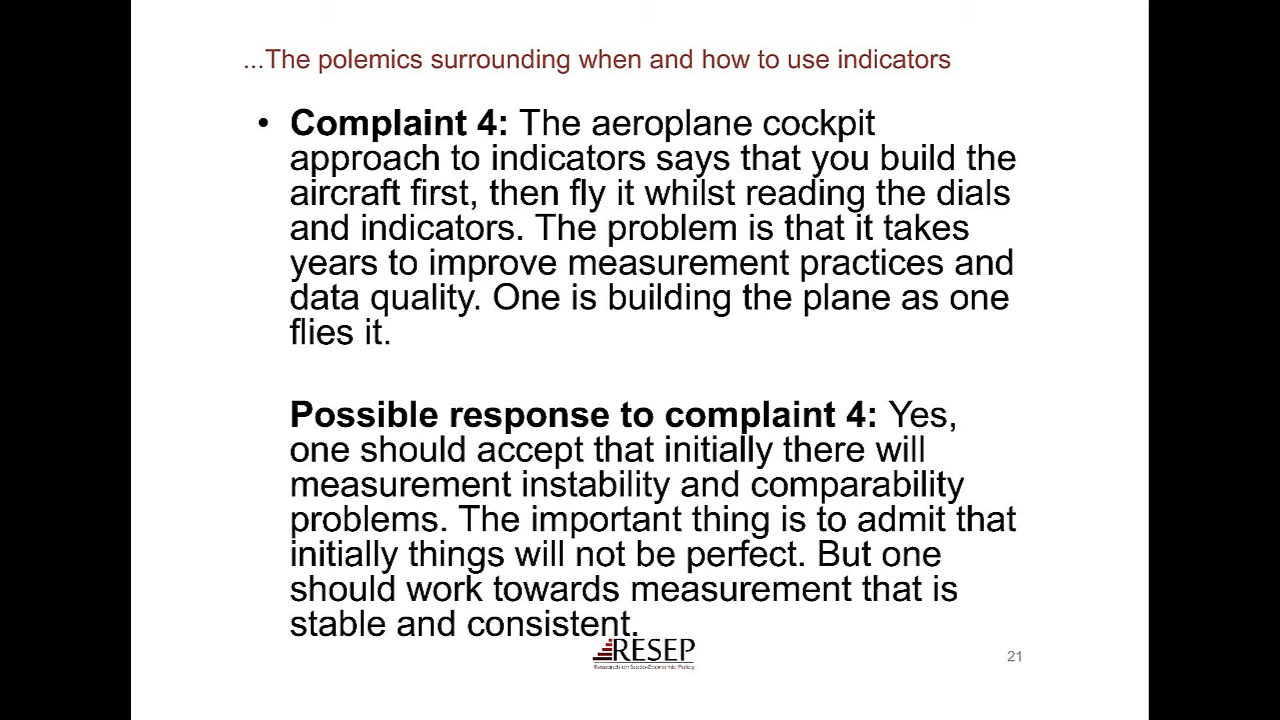 ...The polemics surrounding when and how to use indicators
• Complaint 4: The aeroplane cockpit
approach to indicators says that you build the
aircraft first, then fly it whilst reading the dials
and indicators. The problem is that it takes
years to improve measurement practices and
data quality. One is building the plane as one
flies it.
Possible response to complaint 4: Yes,
one should accept that initially there will
measurement instability and comparability
problems. The important thing is to admit that
initially things will not be perfect. But one
should work towards measurement that is
stable and consistent.
RESEP
Research on Socio-Economic Policy
21